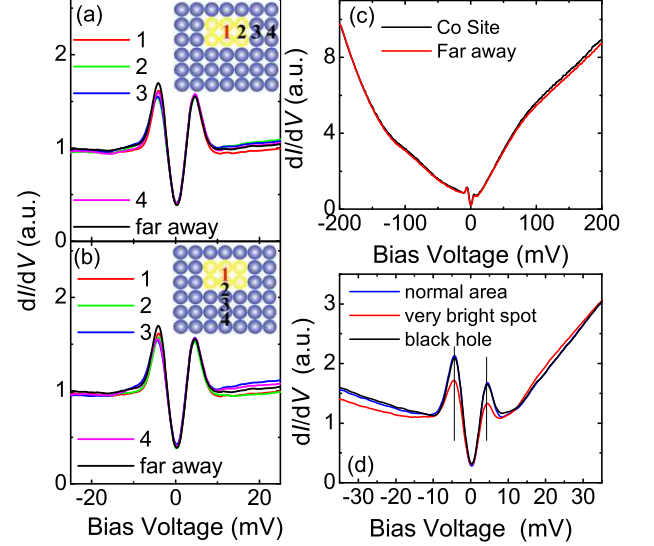 (a)
2
1
0
1
2
3
4
far away
1 2 3 4
dI/dV (a.u.)
(b)
2
1
0
1
2
3
4
far away
1
2
3
4
-20 0 20
Bias Voltage (mV)
(c)
Co Site
Far away
8
6
4
2
0
dI/dV (a.u.)
-200 -100 0 100 200
Bias Voltage (mV)
normal area
very bright spot
black hole
3
2
1
0
dI/dV (a.u.)
(d)
-30 -20 -10 0 10 20 30
Bias Voltage (mV)